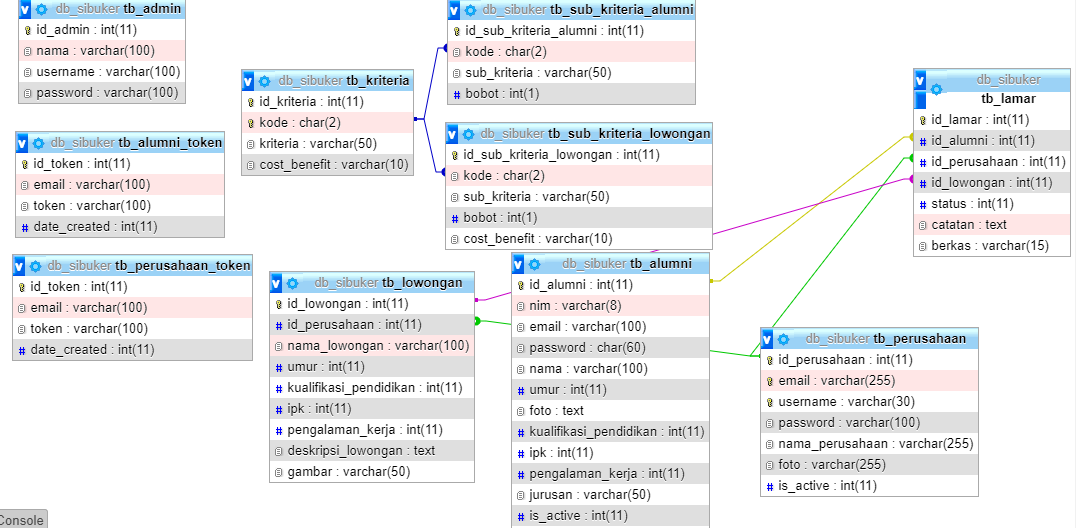 db_sibuker tb_admin
id_admin : int(11)
nama : varchar(100)
username : varchar(100)
password : varchar(100)
db_sibuker tb_alumni_token
id_token : int(11)
email : varchar(100)
token : varchar(100)
date_created : int(11)
db_sibuker tb_perusahaan_token
id_token : int(11)
email : varchar(100)
token : varchar(100)
date_created : int(11)
db_sibuker tb_kriteria
id_kriteria : int(11)
kode : char(2)
kriteria : varchar(50)
cost_benefit : varchar(10)
db_sibuker tb_sub_kriteria_alumni
id_sub_kriteria_alumni : int(11)
kode : char(2)
sub_kriteria : varchar(50)
bobot : int(1)
db_sibuker tb_sub_kriteria_lowongan
id_sub_kriteria_lowongan : int(11)
kode : char(2)
sub_kriteria : varchar(50)
bobot : int(1)
cost_benefit : varchar(10)
db_sibuker tb_lowongan
id_lowongan : int(11)
id_perusahaan : int(11)
nama_lowongan : varchar(100)
umur : int(11)
kualifikasi_pendidikan : int(11)
ipk : int(11)
pengalaman_kerja : int(11)
deskripsi_lowongan : text
gambar : varchar(50)
db_sibuker tb_alumni
id_alumni : int(11)
nim : varchar(8)
email : varchar(100)
password : char(60)
nama : varchar(100)
umur : int(11)
foto : text
kualifikasi_pendidikan : int(11)
ipk : int(11)
pengalaman_kerja : int(11)
jurusan : varchar(50)
is_active : int(11)
db_sibuker
tb_lamar
id_lamar : int(11)
id_alumni : int(11)
id_perusahaan : int(11)
id_lowongan : int(11)
status : int(11)
catatan : text
berkas : varchar(15)
db_sibuker tb_perusahaan
id_perusahaan : int(11)
email : varchar(255)
username : varchar(30)
password : varchar(100)
nama_perusahaan : varchar(255)
foto : varchar(255)
is_active : int(11)
Console